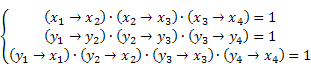 (x₁ → x₂) · (x₂ → x₃) · (x₃ → x₄) = 1
(y₁ → y₂) · (y₂ → y₃) · (y₃ → y₄) = 1
(y₁ → x₁) · (y₂ → x₂) · (y₃ → x₃) · (y₄ → x₄) = 1